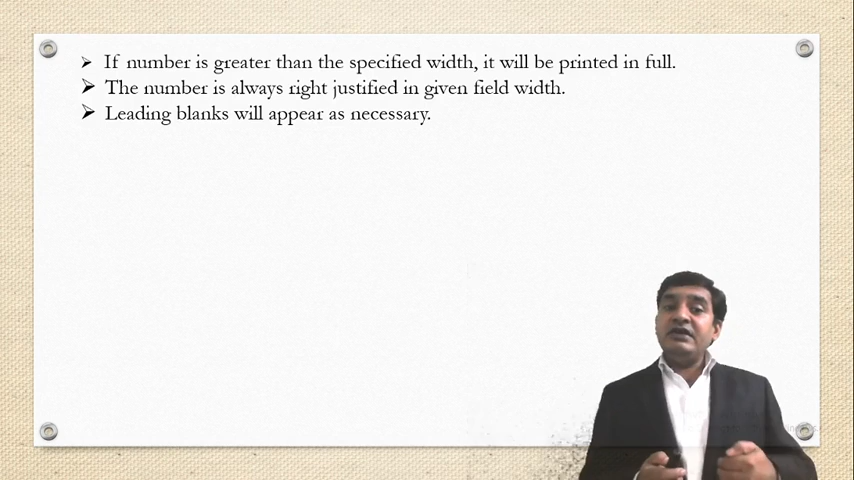 If number is greater than the specified width, it will be printed in full.
The number is always right justified in given field width.
Leading blanks will appear as necessary.